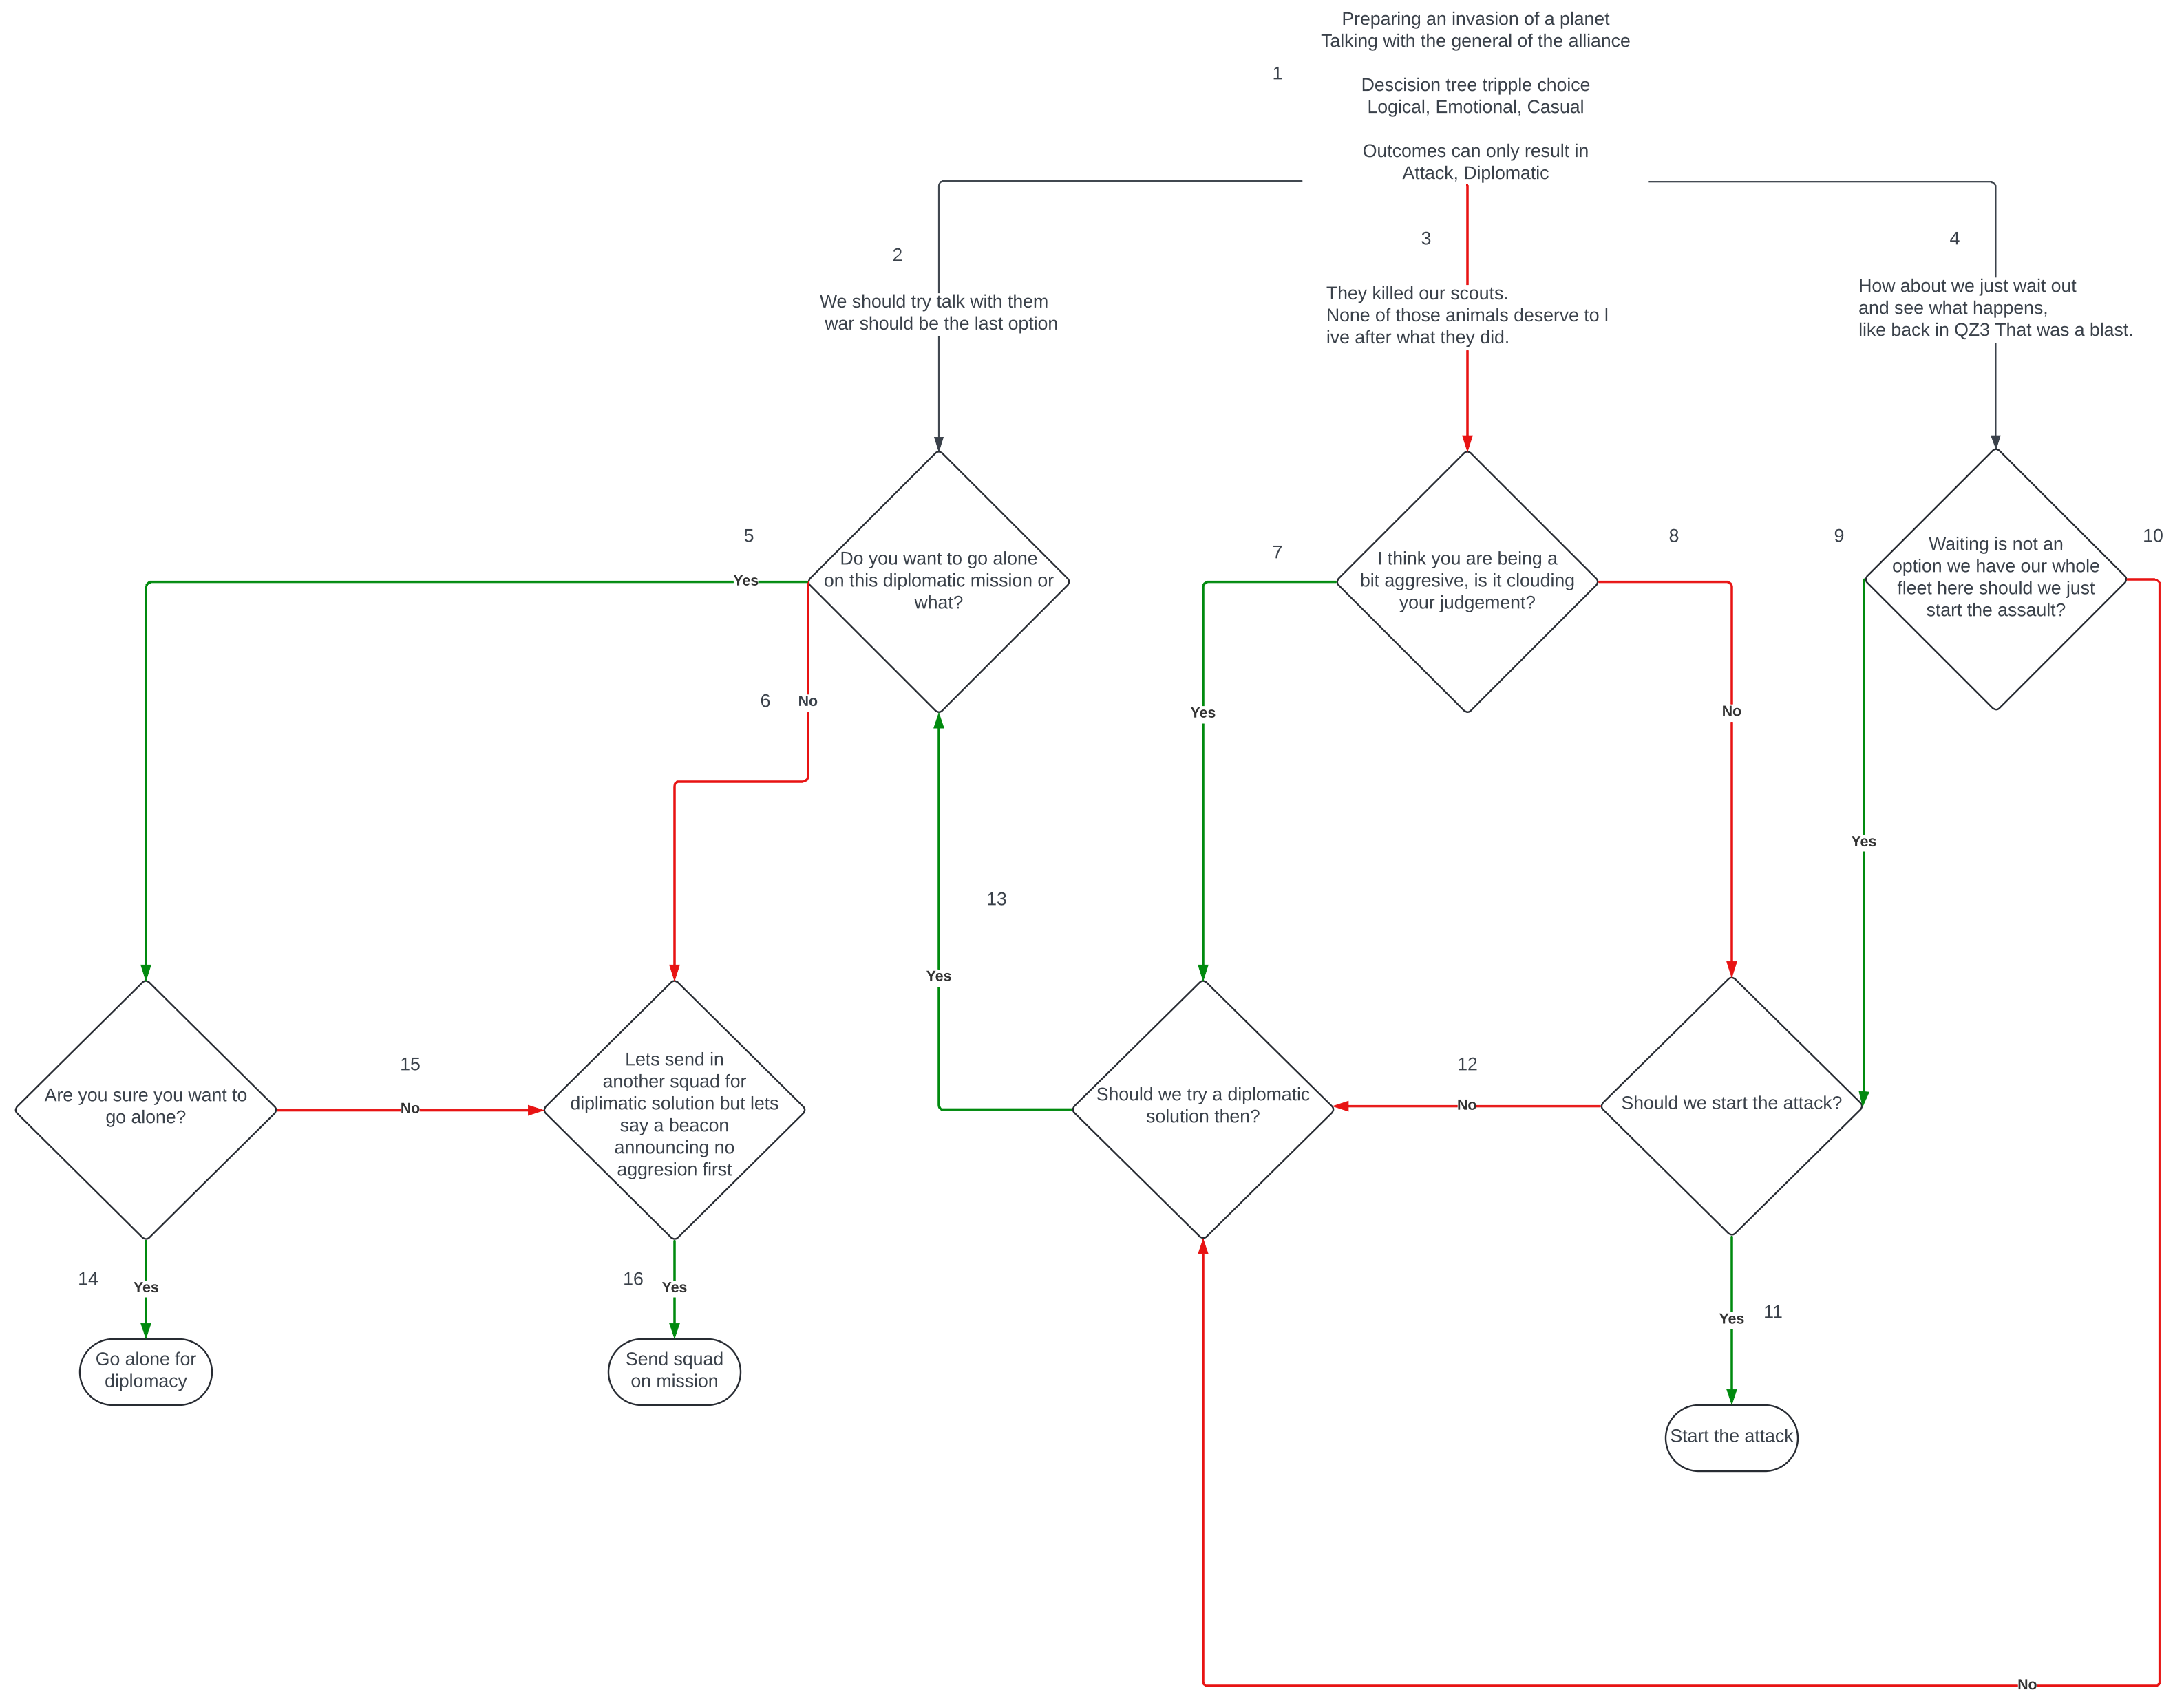 Preparing an invasion of a planet
Talking with the general of the alliance
1
Descision tree tripple choice
Logical, Emotional, Casual
Outcomes can only result in
Attack, Diplomatic
2
3
4
We should try talk with them
war should be the last option
They killed our scouts.
None of those animals deserve to l
ive after what they did.
How about we just wait out
and see what happens,
like back in QZ3 That was a blast.
5
Yes
6
No
Do you want to go alone
on this diplomatic mission or
what?
7
Yes
I think you are being a
bit aggresive, is it clouding
your judgement?
8
No
9
Yes
Waiting is not an
option we have our whole
fleet here should we just
start the assault?
10
13
Yes
Are you sure you want to
go alone?
15
No
Lets send in
another squad for
diplimatic solution but lets
say a beacon
announcing no
aggresion first
Should we try a diplomatic
solution then?
12
No
Should we start the attack?
14
Yes
16
Yes
Yes
11
Go alone for
diplomacy
Send squad
on mission
Start the attack
No